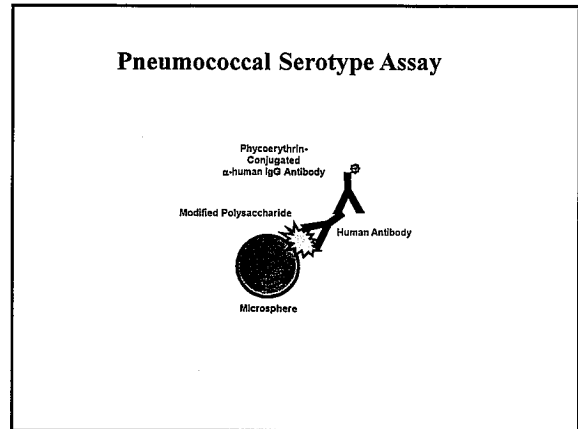 Pneumococcal Serotype Assay
Phycoerythrin-
Conjugated
α-human IgG Antibody
Modified Polysaccharide
Human Antibody
Microsphere